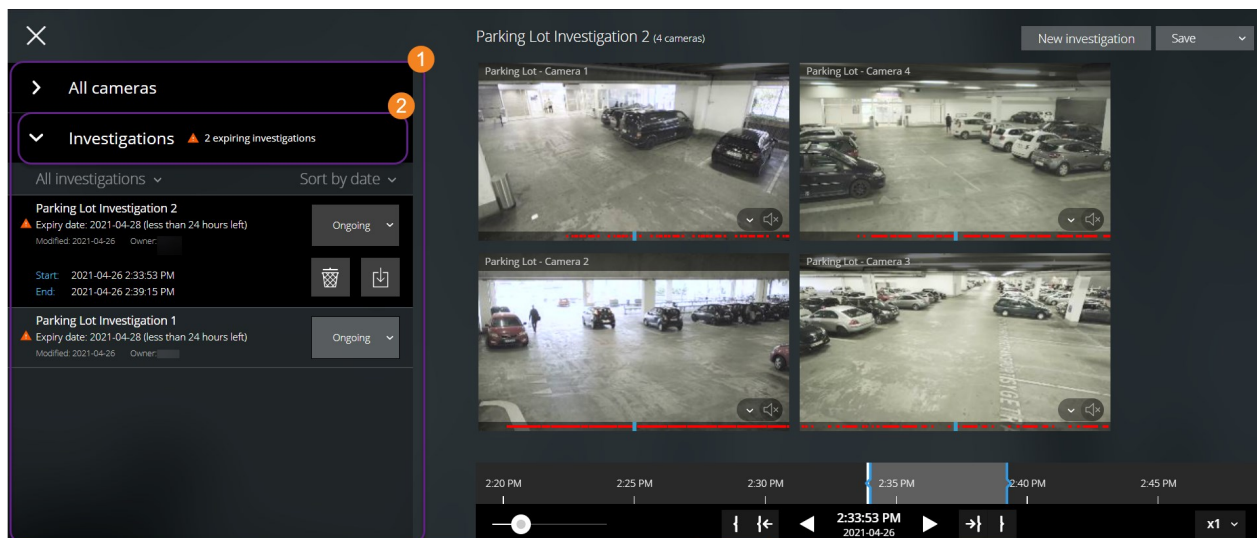 1
All cameras
2
Investigations 2 expiring investigations
All investigations Sort by date
Parking Lot Investigation 2
Expiry date: 2021-04-28 (less than 24 hours left)
Modified: 2021-04-26 Owner:
Ongoing
Start: 2021-04-26 2:33:53 PM
End: 2021-04-26 2:39:15 PM
Parking Lot Investigation 1
Expiry date: 2021-04-28 (less than 24 hours left)
Modified: 2021-04-26 Owner:
Ongoing
Parking Lot Investigation 2 (4 cameras)
New investigation
Save
Parking Lot - Camera 1
Parking Lot - Camera 4
Parking Lot - Camera 2
Parking Lot - Camera 3
2:20 PM 2:25 PM 2:30 PM 2:35 PM 2:40 PM 2:45 PM
2:33:53 PM
2021-04-26
x1